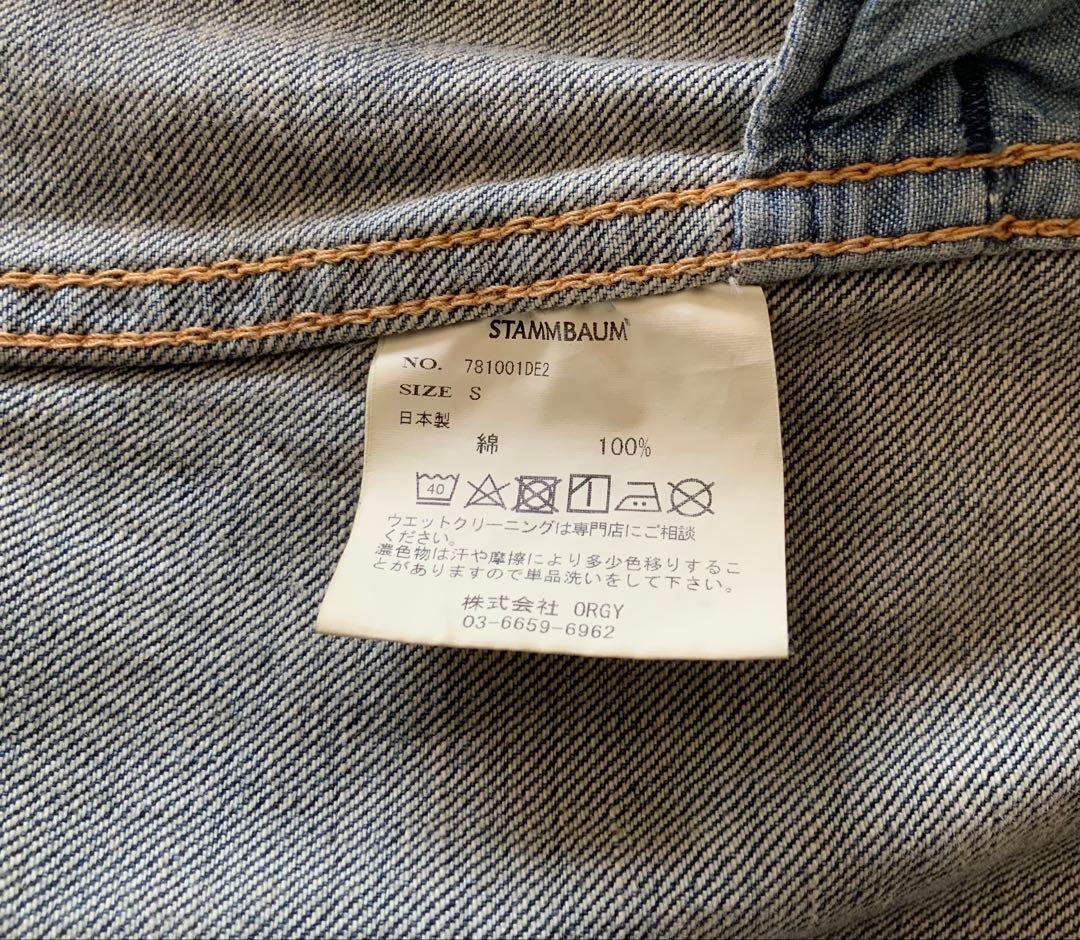 STAMMBAUM®
NO. 781001DE2
SIZE S
日本製
綿 100%
40
ウエットクリーニングは専門店にご相談
ください。
濃色物は汗や摩擦により多少色移りするこ
とがありますので単品洗いをして下さい。
株式会社 ORGY
03-6659-6962